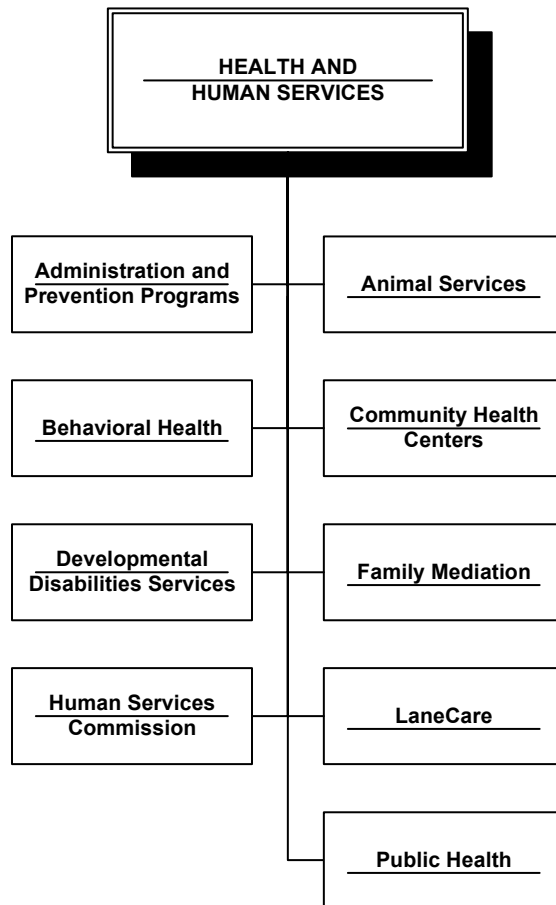 HEALTH AND
HUMAN SERVICES
Administration and
Prevention Programs
Animal Services
Behavioral Health
Community Health
Centers
Developmental
Disabilities Services
Family Mediation
Human Services
Commission
LaneCare
Public Health